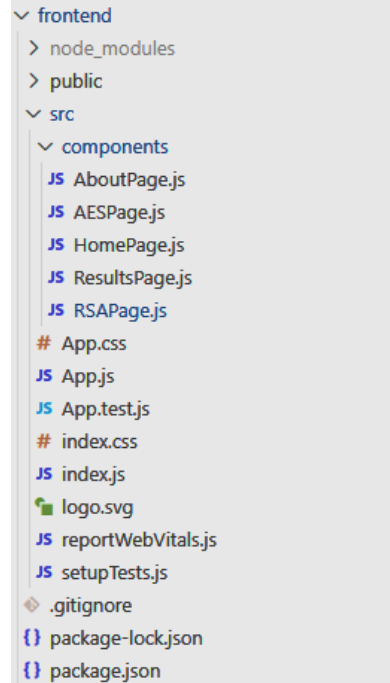 frontend
node_modules
public
src
components
JS AboutPage.js
JS AESPage.js
JS HomePage.js
JS ResultsPage.js
JS RSAPage.js
# App.css
JS App.js
JS App.test.js
# index.css
JS index.js
logo.svg
JS reportWebVitals.js
JS setupTests.js
.gitignore
{} package-lock.json
{} package.json